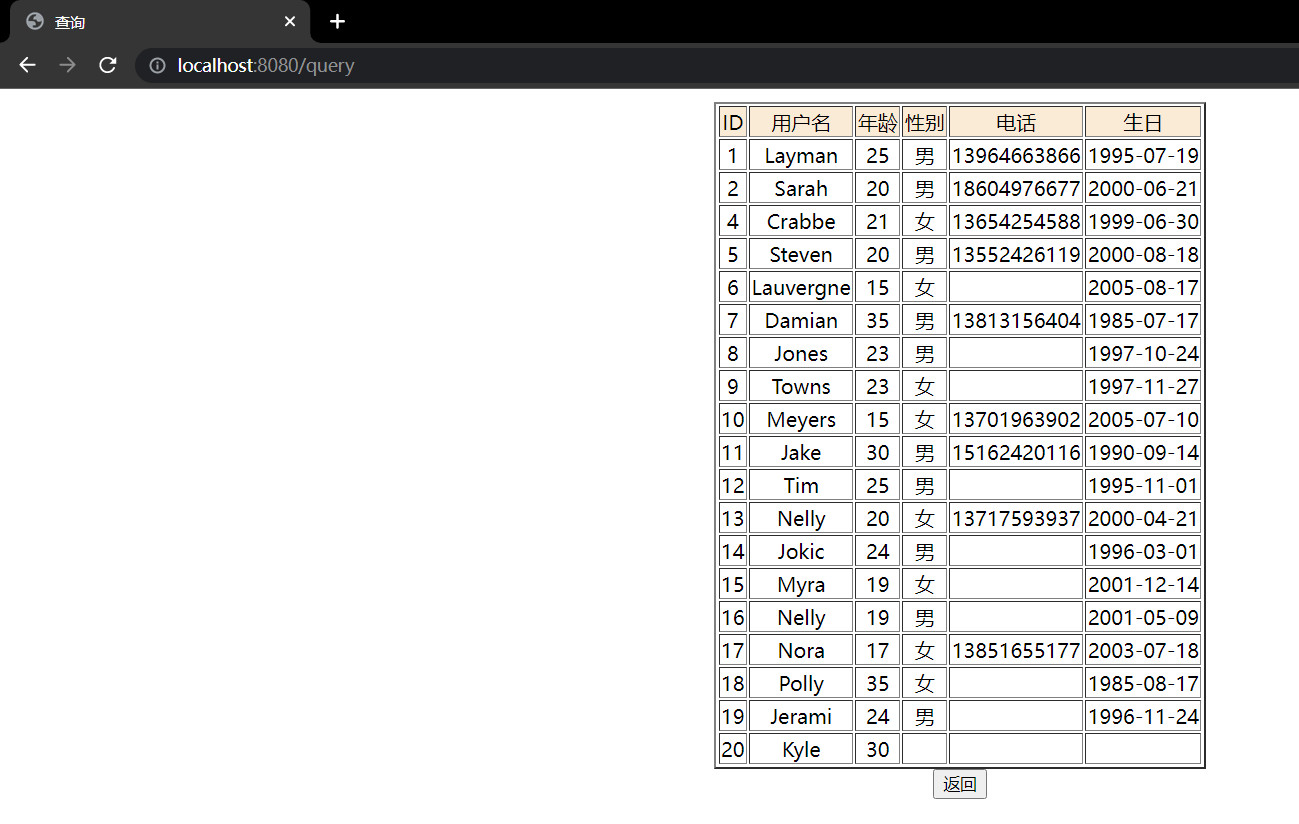 查询
localhost:8080/query
ID 用户名 年龄 性别 电话 生日
1 Layman 25 男 13964663866 1995-07-19
2 Sarah 20 男 18604976677 2000-06-21
4 Crabbe 21 女 13654254588 1999-06-30
5 Steven 20 男 13552426119 2000-08-18
6 Lauvergne 15 女 2005-08-17
7 Damian 35 男 13813156404 1985-07-17
8 Jones 23 男 1997-10-24
9 Towns 23 女 1997-11-27
10 Meyers 15 女 13701963902 2005-07-10
11 Jake 30 男 15162420116 1990-09-14
12 Tim 25 男 1995-11-01
13 Nelly 20 女 13717593937 2000-04-21
14 Jokic 24 男 1996-03-01
15 Myra 19 女 2001-12-14
16 Nelly 19 男 2001-05-09
17 Nora 17 女 13851655177 2003-07-18
18 Polly 35 女 1985-08-17
19 Jerami 24 男 1996-11-24
20 Kyle 30
返回